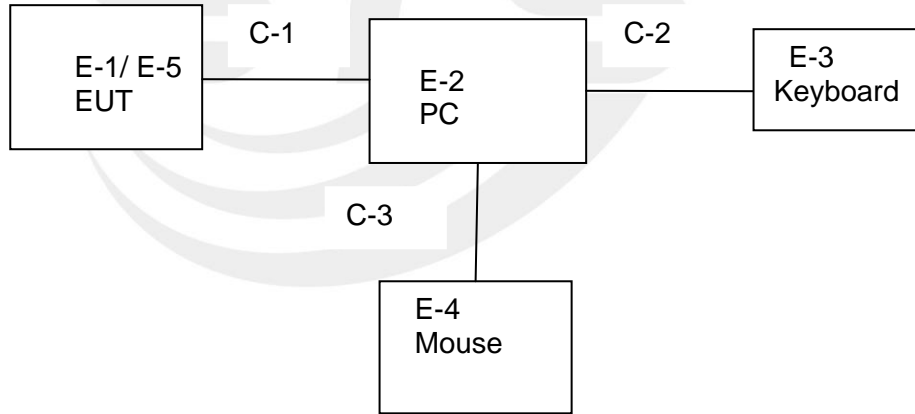 C-1
C-2
E-1/ E-5
EUT
E-2
PC
E-3
Keyboard
C-3
E-4
Mouse